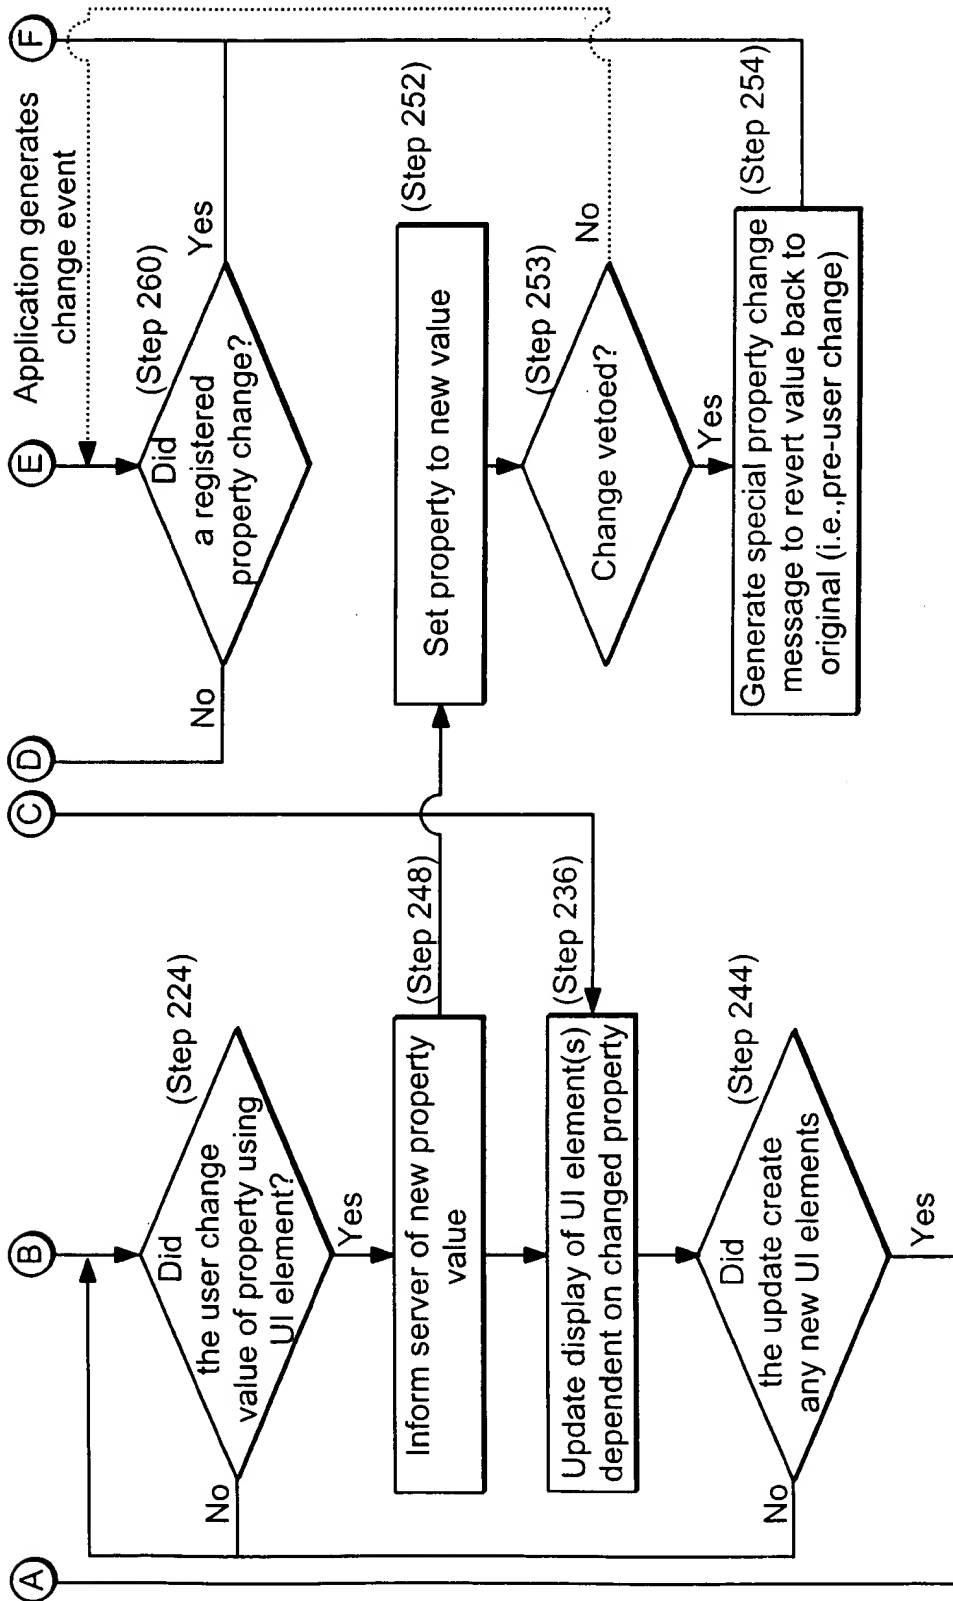 A
B
C
D
E
F
Application generates
change event
Did
the user change
value of property using
UI element?
(Step 224)
No
Yes
Inform server of new property
value
(Step 248)
Update display of UI element(s)
dependent on changed property
(Step 236)
Did
the update create
any new UI elements
(Step 244)
No
Yes
Did
a registered
property change?
(Step 260)
No
Yes
Set property to new value
(Step 252)
Change vetoed?
(Step 253)
No
Yes
Generate special property change
message to revert value back to
original (i.e.,pre-user change)
(Step 254)